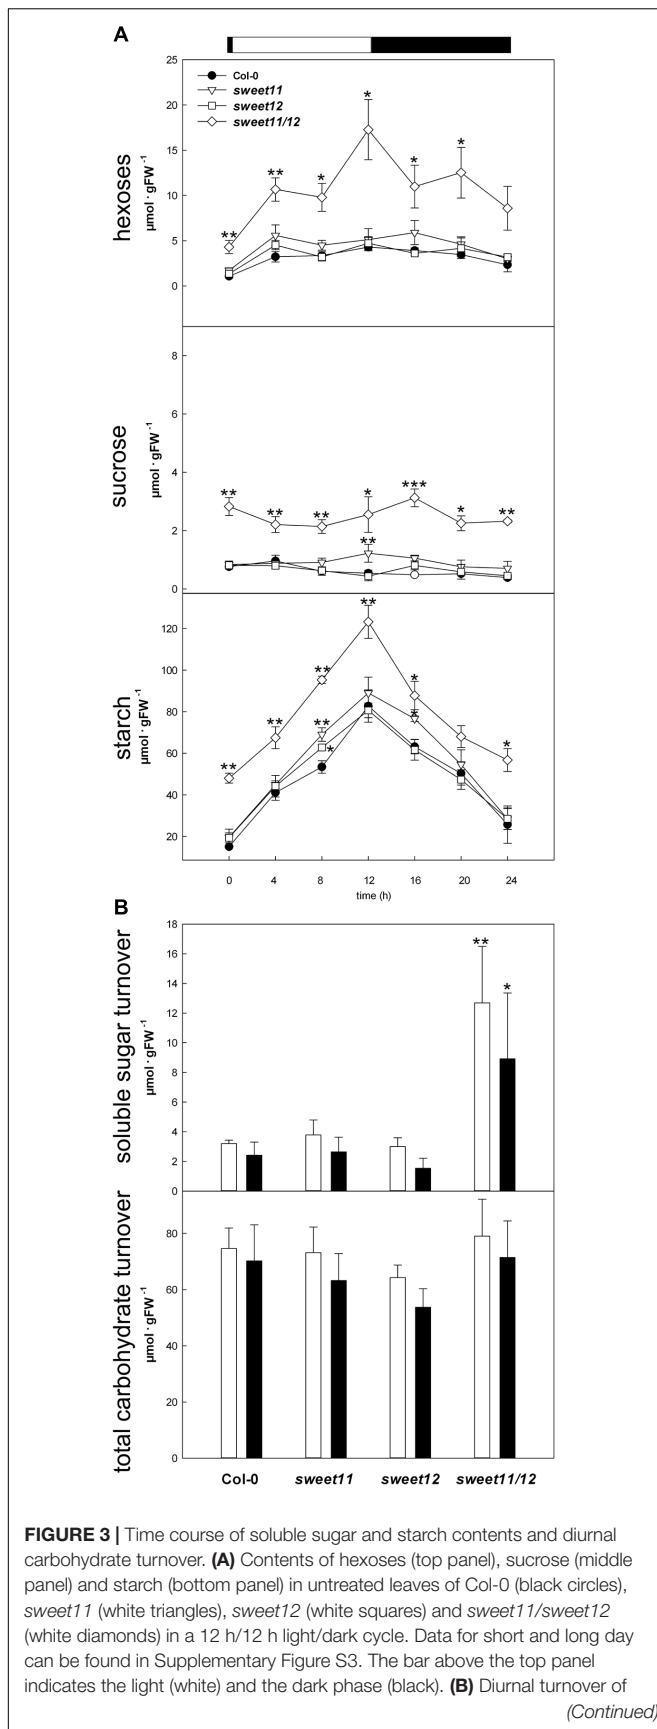 A
Col-0
sweet11
sweet12
sweet11/12
hexoses
µmol · gFW⁻¹
25
20
15
10
5
0
** ** * * * *
sucrose
µmol · gFW⁻¹
8
6
4
2
0
** ** ** * *** * **
**
starch
µmol · gFW⁻¹
120
100
80
60
40
20
** ** ** ** * *
** * *
0 4 8 12 16 20 24
time (h)
B
soluble sugar turnover
µmol · gFW⁻¹
18
16
14
12
10
8
6
4
2
0
** *
total carbohydrate turnover
µmol · gFW⁻¹
80
60
40
20
0
Col-0 sweet11 sweet12 sweet11/12
FIGURE 3 | Time course of soluble sugar and starch contents and diurnal
carbohydrate turnover. (A) Contents of hexoses (top panel), sucrose (middle
panel) and starch (bottom panel) in untreated leaves of Col-0 (black circles),
sweet11 (white triangles), sweet12 (white squares) and sweet11/sweet12
(white diamonds) in a 12 h/12 h light/dark cycle. Data for short and long day
can be found in Supplementary Figure S3. The bar above the top panel
indicates the light (white) and the dark phase (black). (B) Diurnal turnover of
(Continued)